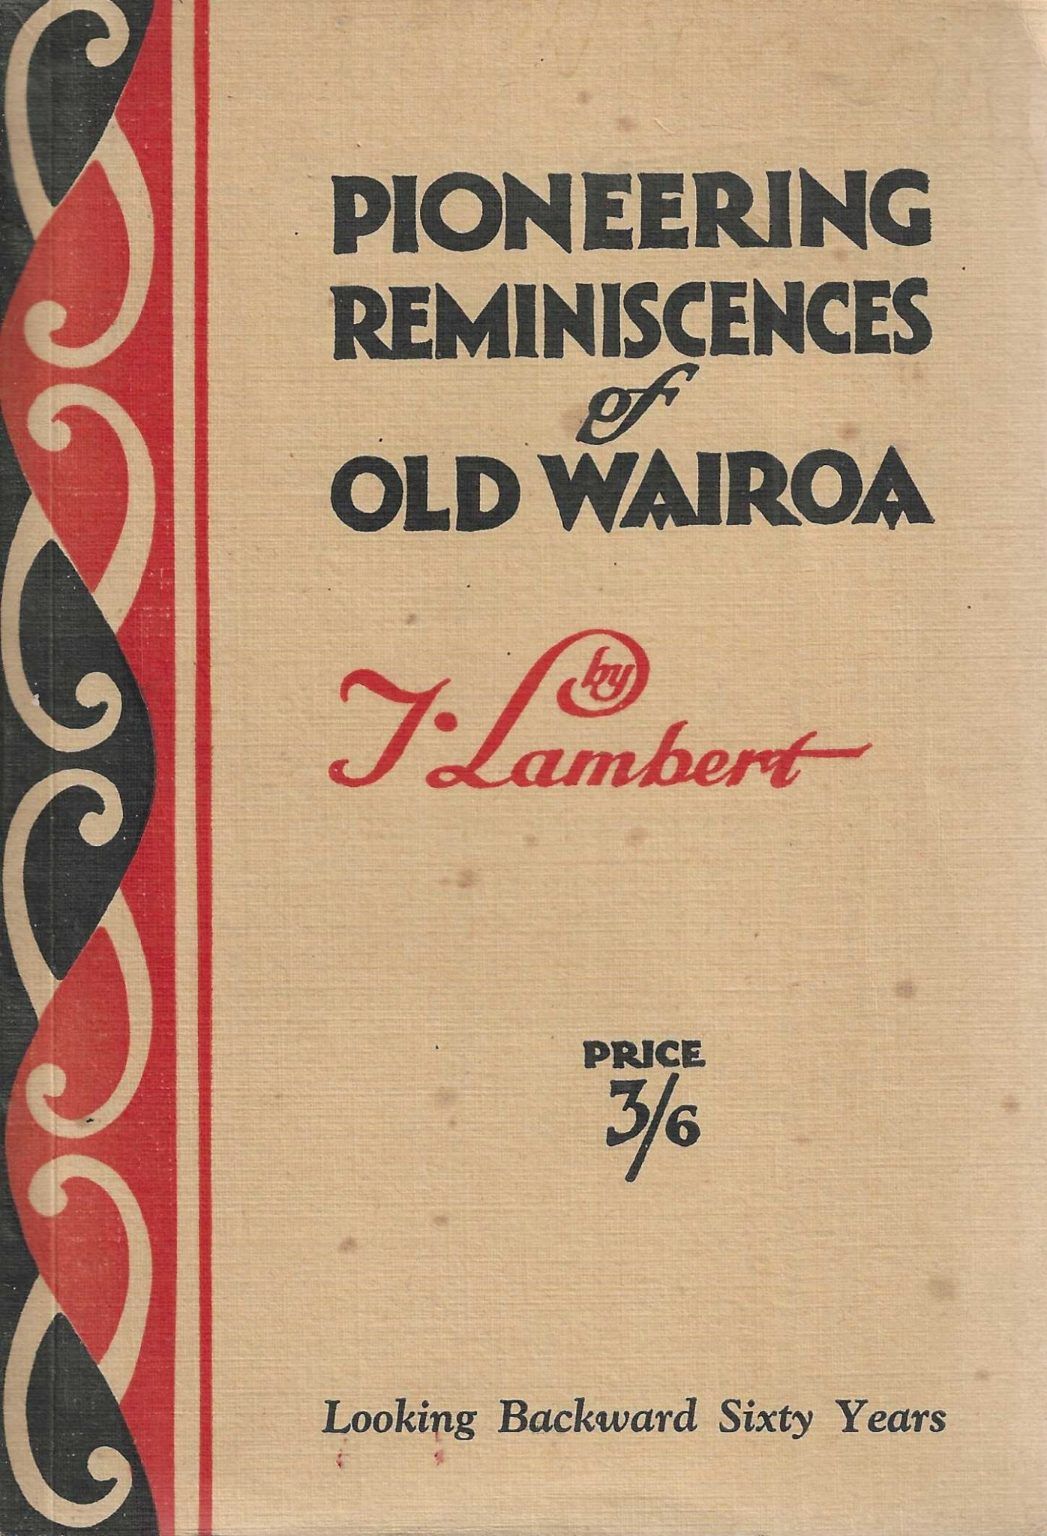 PIONEERING
REMINISCENCES
of
OLD WAIROA
by
T. Lambert
PRICE
3/6
Looking Backward Sixty Years